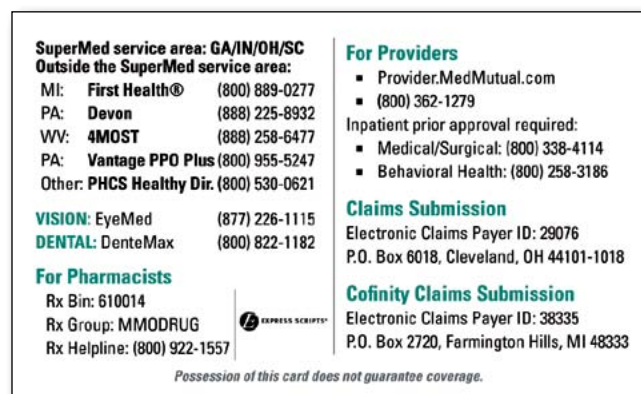 SuperMed service area: GA/IN/OH/SC
Outside the SuperMed service area:
MI: First Health® (800) 889-0277
PA: Devon (888) 225-8932
WV: 4MOST (888) 258-6477
PA: Vantage PPO Plus (800) 955-5247
Other: PHCS Healthy Dir. (800) 530-0621
VISION: EyeMed (877) 226-1115
DENTAL: DenteMax (800) 822-1182
For Pharmacists
Rx Bin: 610014
Rx Group: MMODRUG
Rx Helpline: (800) 922-1557
EXPRESS SCRIPTS®
For Providers
▪ Provider.MedMutual.com
▪ (800) 362-1279
Inpatient prior approval required:
▪ Medical/Surgical: (800) 338-4114
▪ Behavioral Health: (800) 258-3186
Claims Submission
Electronic Claims Payer ID: 29076
P.O. Box 6018, Cleveland, OH 44101-1018
Cofinity Claims Submission
Electronic Claims Payer ID: 38335
P.O. Box 2720, Farmington Hills, MI 48333
Possession of this card does not guarantee coverage.